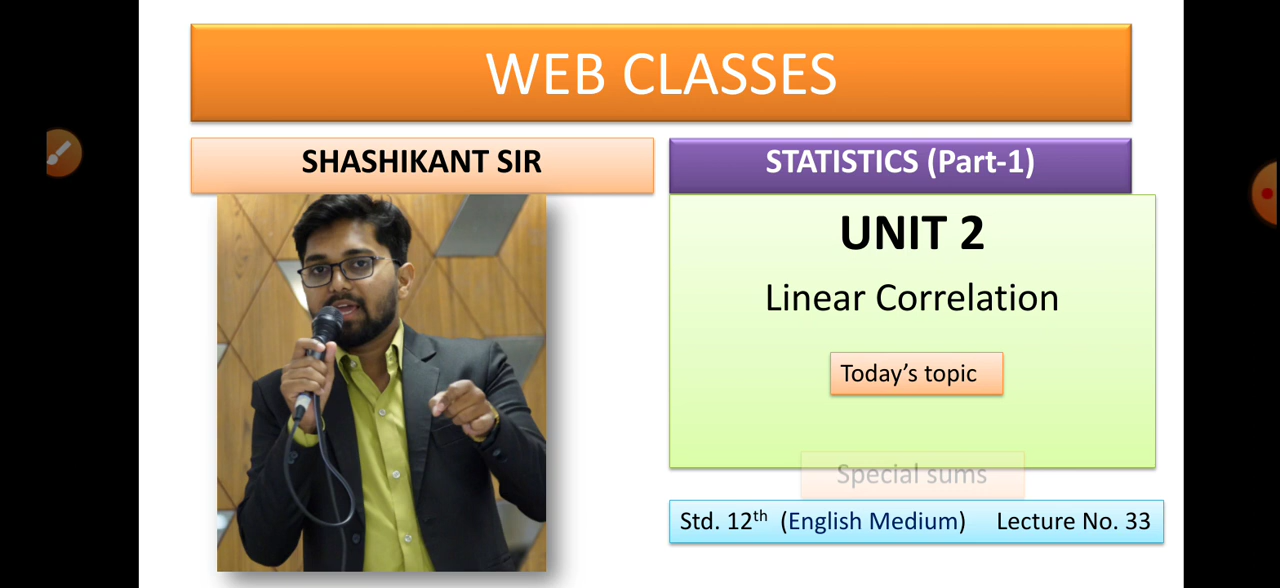 WEB CLASSES
SHASHIKANT SIR
STATISTICS (Part-1)
UNIT 2
Linear Correlation
Today’s topic
Special sums
Std. 12th (English Medium) Lecture No. 33